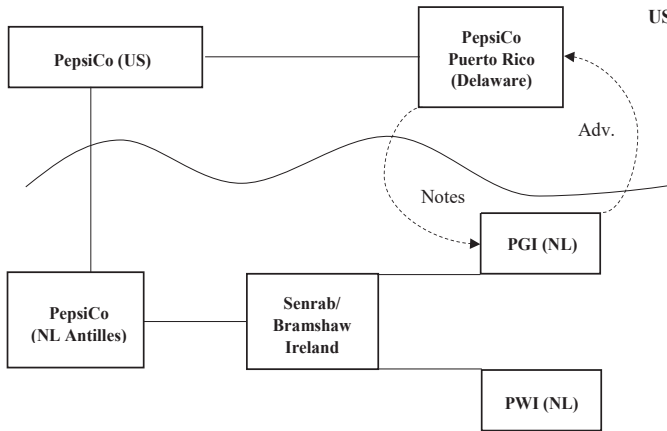 US
PepsiCo (US)
PepsiCo
Puerto Rico
(Delaware)
Adv.
Notes
PGI (NL)
PepsiCo
(NL Antilles)
Senrab/
Bramshaw
Ireland
PWI (NL)